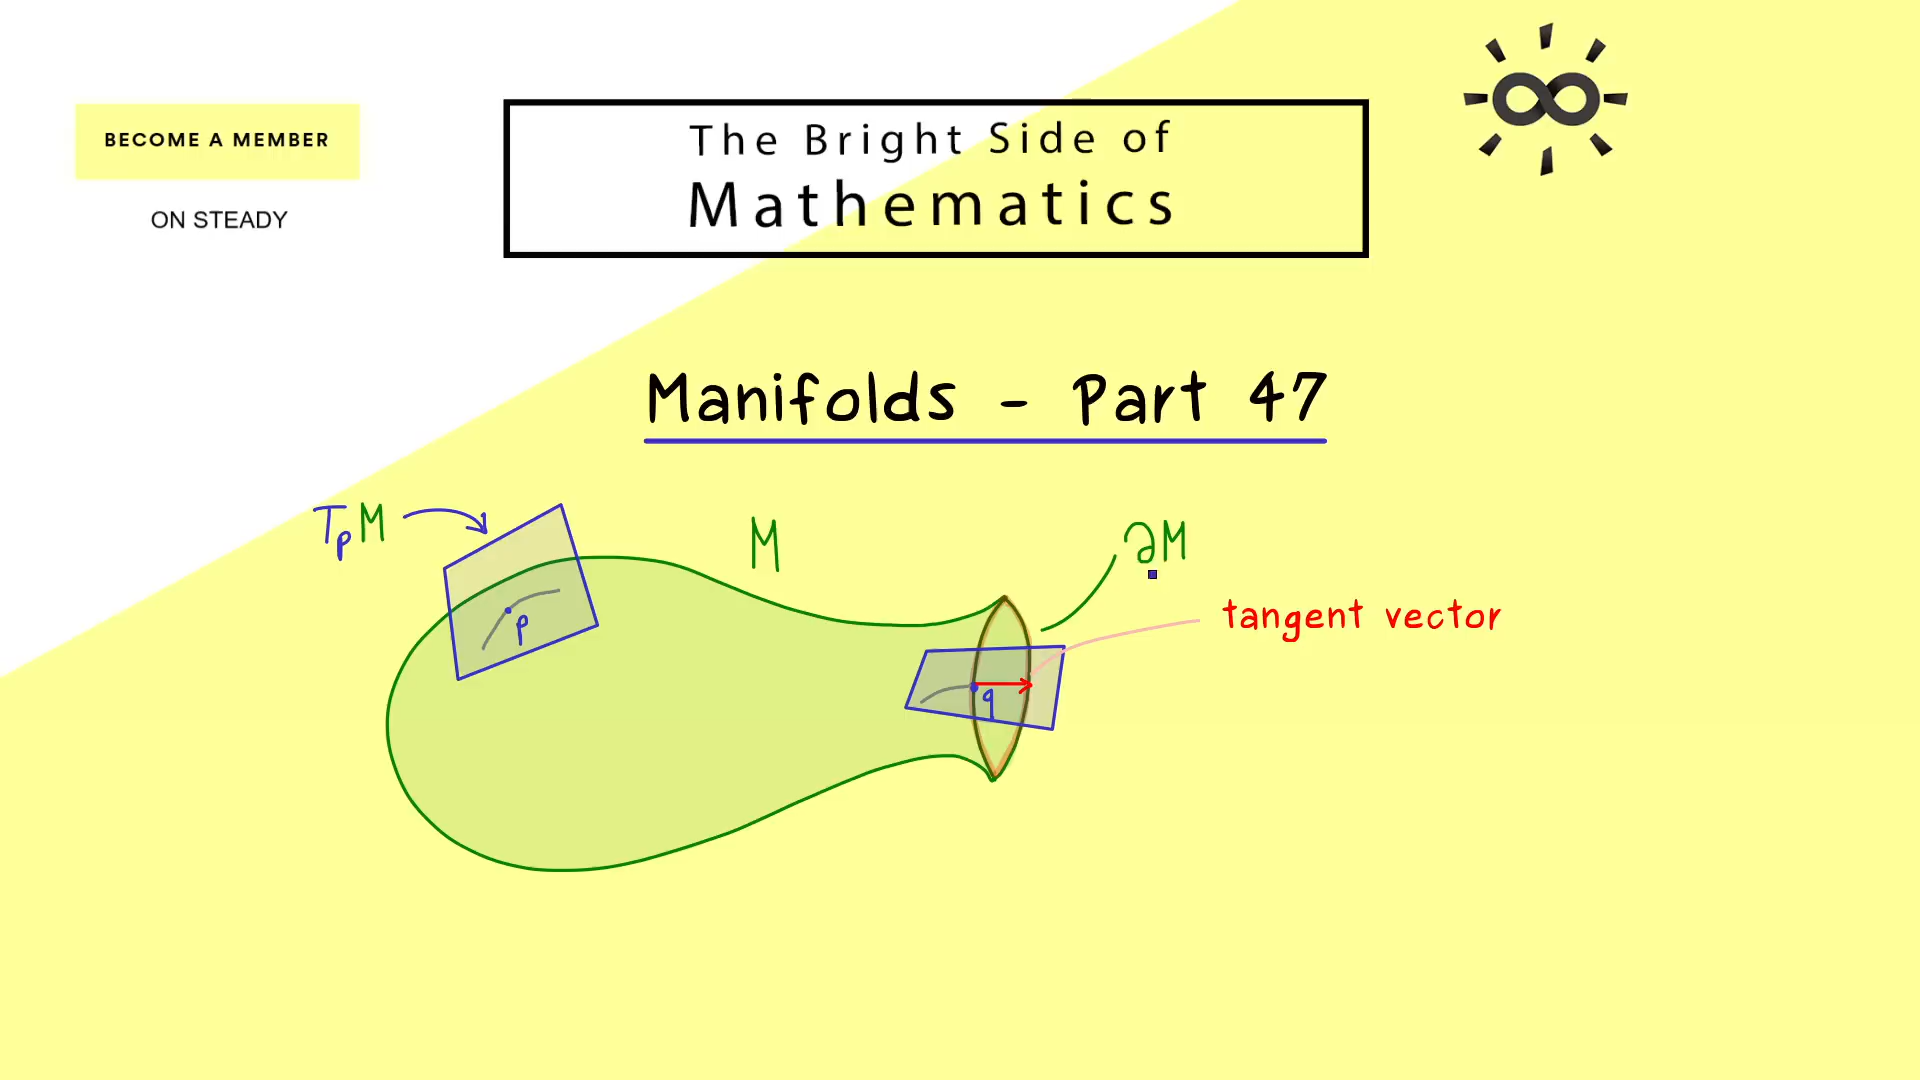 BECOME A MEMBER
ON STEADY
The Bright Side of
Mathematics
Manifolds - Part 47
TₚM
M
∂M
p
tangent vector
q